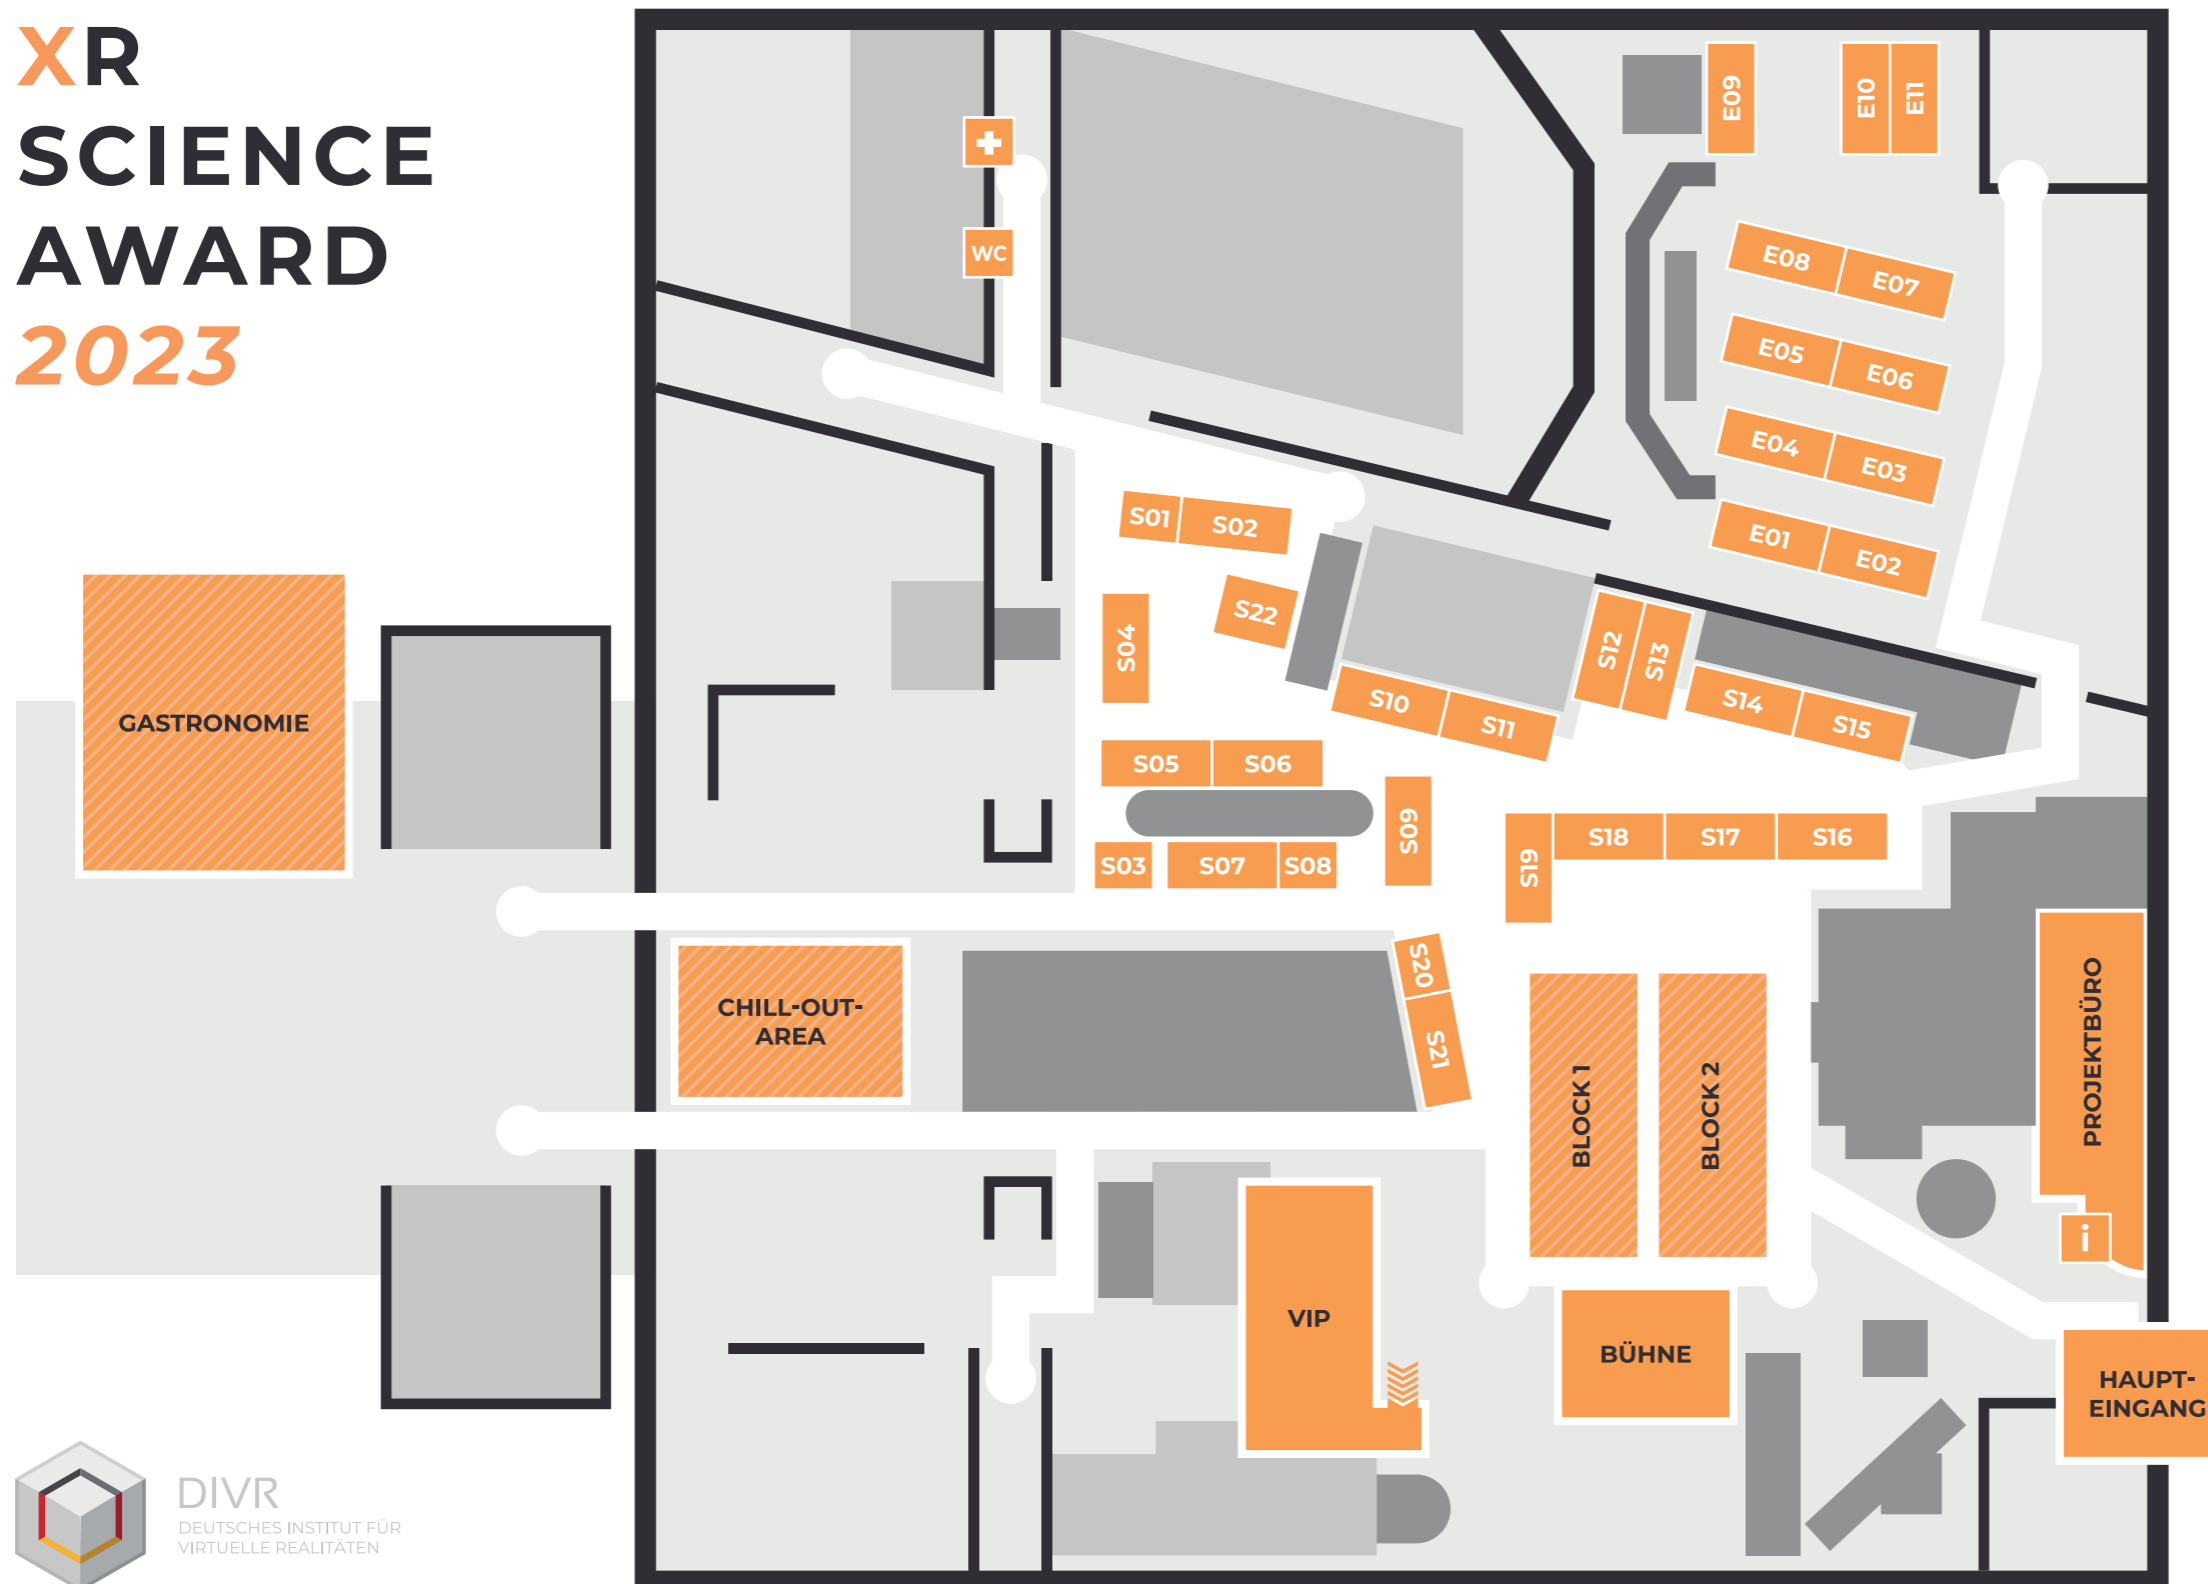 XR
SCIENCE
AWARD
2023
E09
E10
E11
WC
E08
E07
E05
E06
E04
E03
E01
E02
S01
S02
S22
S04
S12
S13
S10
S11
S14
S15
GASTRONOMIE
S05
S06
S09
S03
S07
S08
S19
S18
S17
S16
S20
S21
CHILL-OUT-
AREA
BLOCK 1
BLOCK 2
PROJEKTBÜRO
i
VIP
BÜHNE
HAUPT-
EINGANG
DIVR
DEUTSCHES INSTITUT FÜR
VIRTUELLE REALITÄTEN